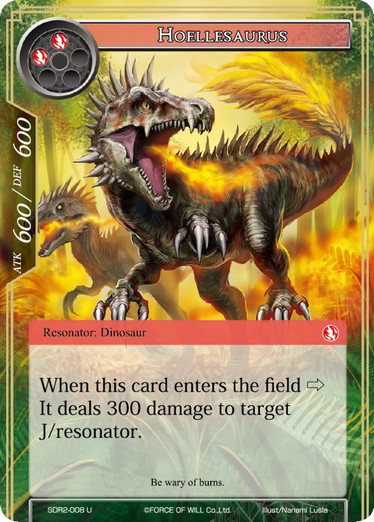 Hoellesaurus
ATK 600 / DEF 600
Resonator: Dinosaur
When this card enters the field ⇨
It deals 300 damage to target
J/resonator.
Be wary of burns.
SDR2-008 U ©FORCE OF WILL Co.,Ltd. Illust/Nanami Lusia